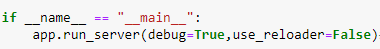 if __name__ == "__main__":
    app.run_server(debug=True,use_reloader=False)